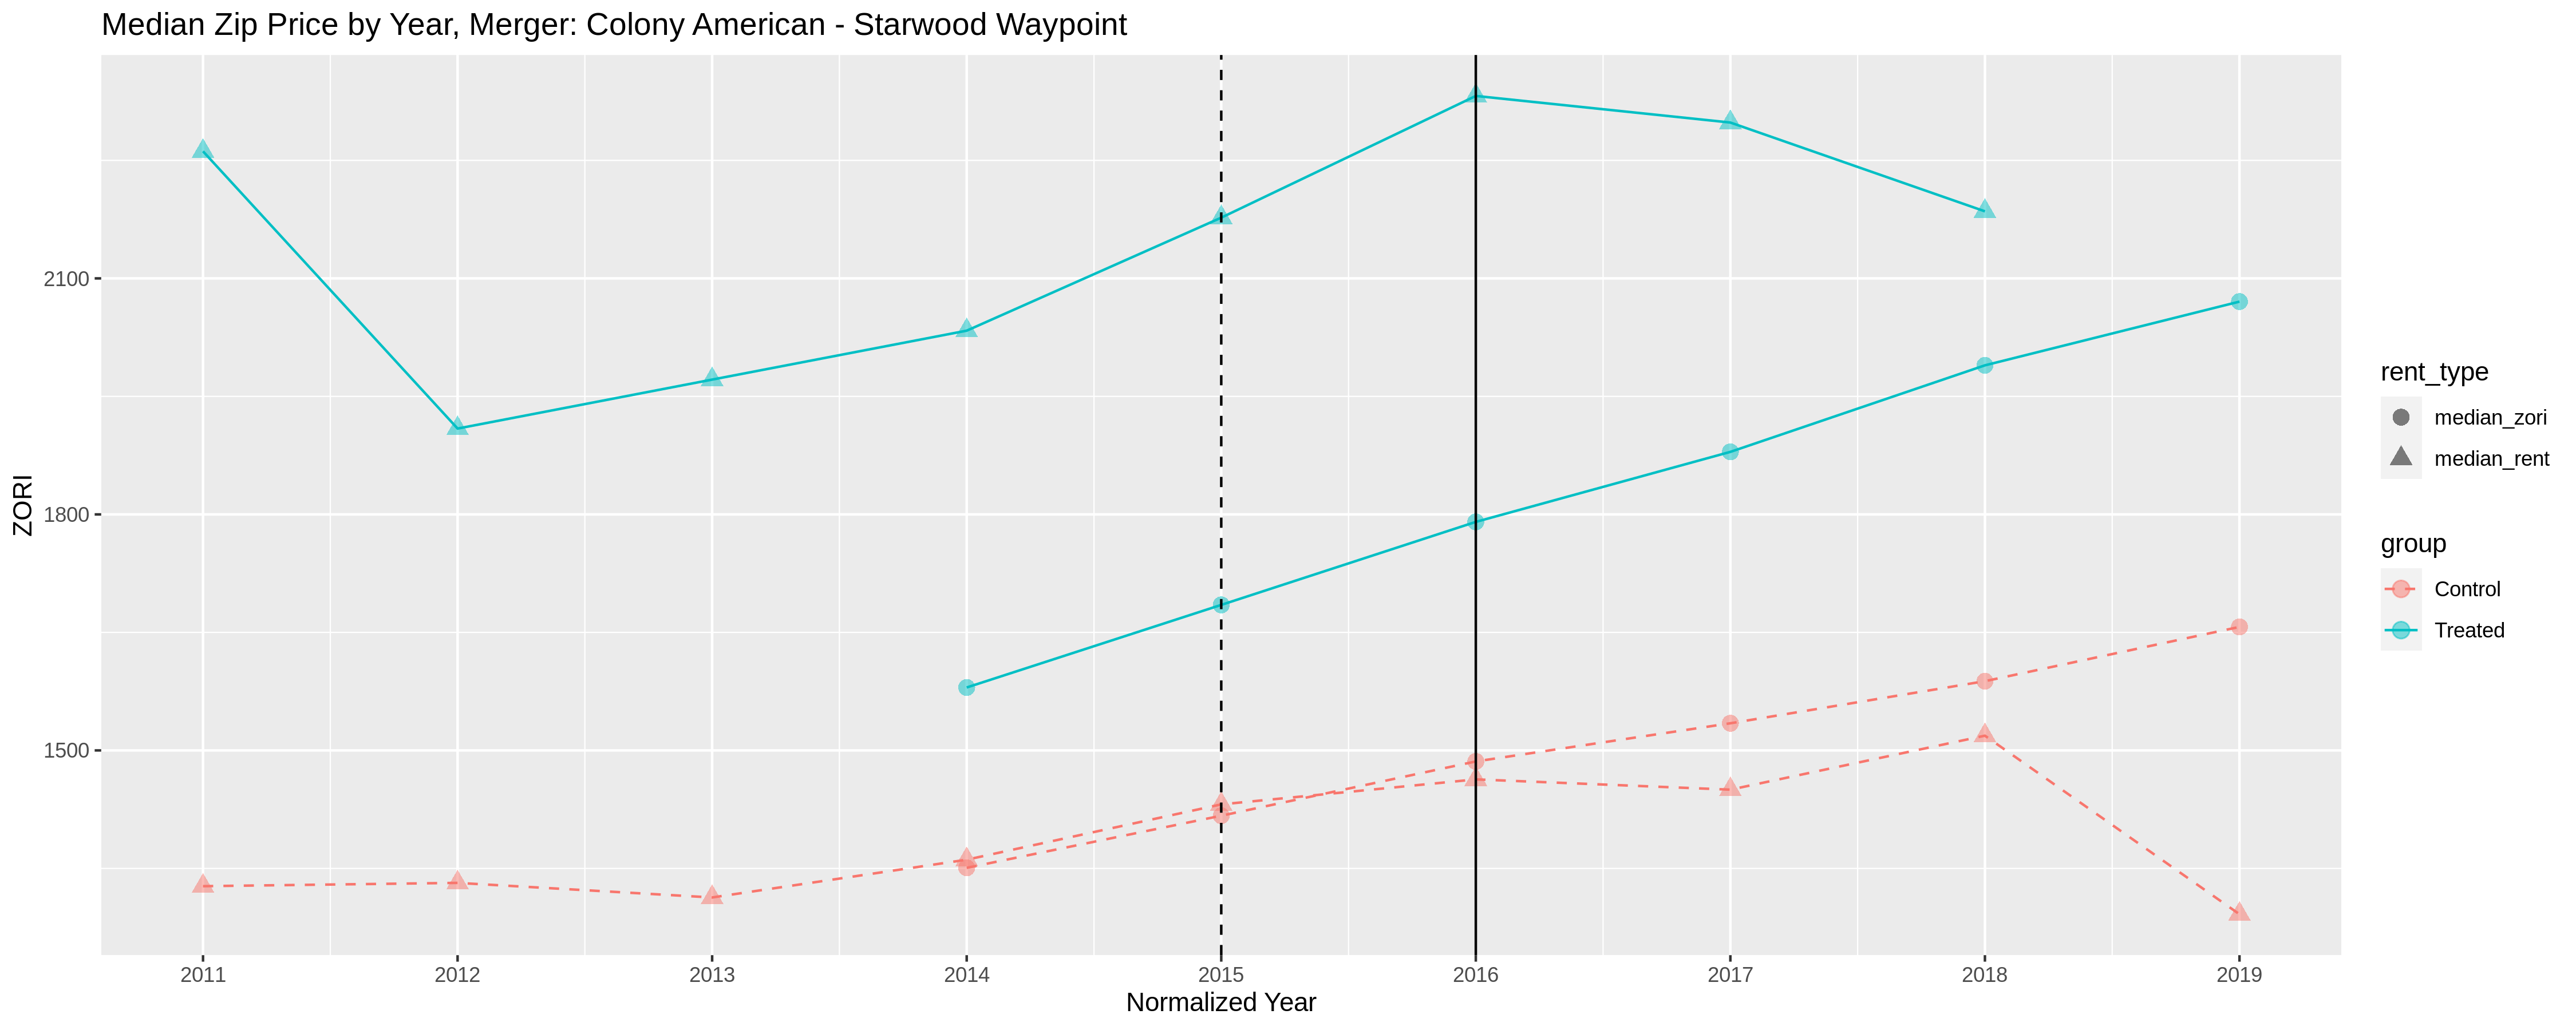 Median Zip Price by Year, Merger: Colony American - Starwood Waypoint
ZORI
2100
1800
1500
2011 2012 2013 2014 2015 2016 2017 2018 2019
Normalized Year
rent_type
median_zori
median_rent
group
Control
Treated